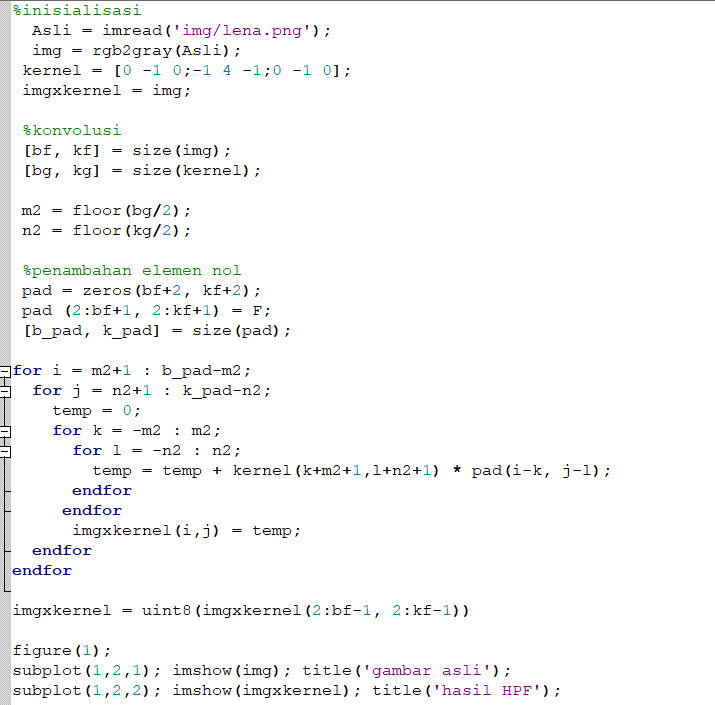 %inisialisasi
Asli = imread('img/lena.png');
img = rgb2gray(Asli);
kernel = [0 -1 0;-1 4 -1;0 -1 0];
imgxkernel = img;
%konvolusi
[bf, kf] = size(img);
[bg, kg] = size(kernel);
m2 = floor(bg/2);
n2 = floor(kg/2);
%penambahan elemen nol
pad = zeros(bf+2, kf+2);
pad (2:bf+1, 2:kf+1) = F;
[b_pad, k_pad] = size(pad);
for i = m2+1 : b_pad-m2;
for j = n2+1 : k_pad-n2;
temp = 0;
for k = -m2 : m2;
for l = -n2 : n2;
temp = temp + kernel(k+m2+1,l+n2+1) * pad(i-k, j-l);
endfor
endfor
imgxkernel(i,j) = temp;
endfor
endfor
imgxkernel = uint8(imgxkernel(2:bf-1, 2:kf-1))
figure(1);
subplot(1,2,1); imshow(img); title('gambar asli');
subplot(1,2,2); imshow(imgxkernel); title('hasil HPF');